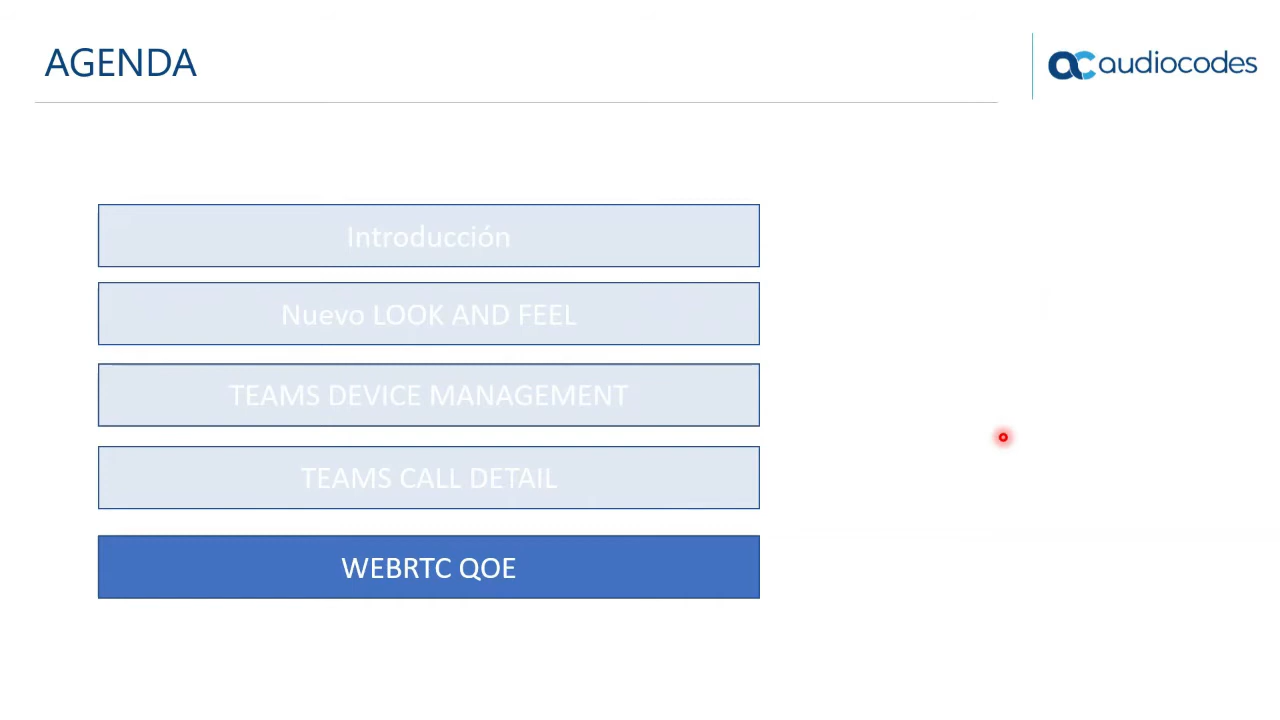 AGENDA
audiocodes
Introducción
Nuevo LOOK AND FEEL
TEAMS DEVICE MANAGEMENT
TEAMS CALL DETAIL
WEBRTC QOE